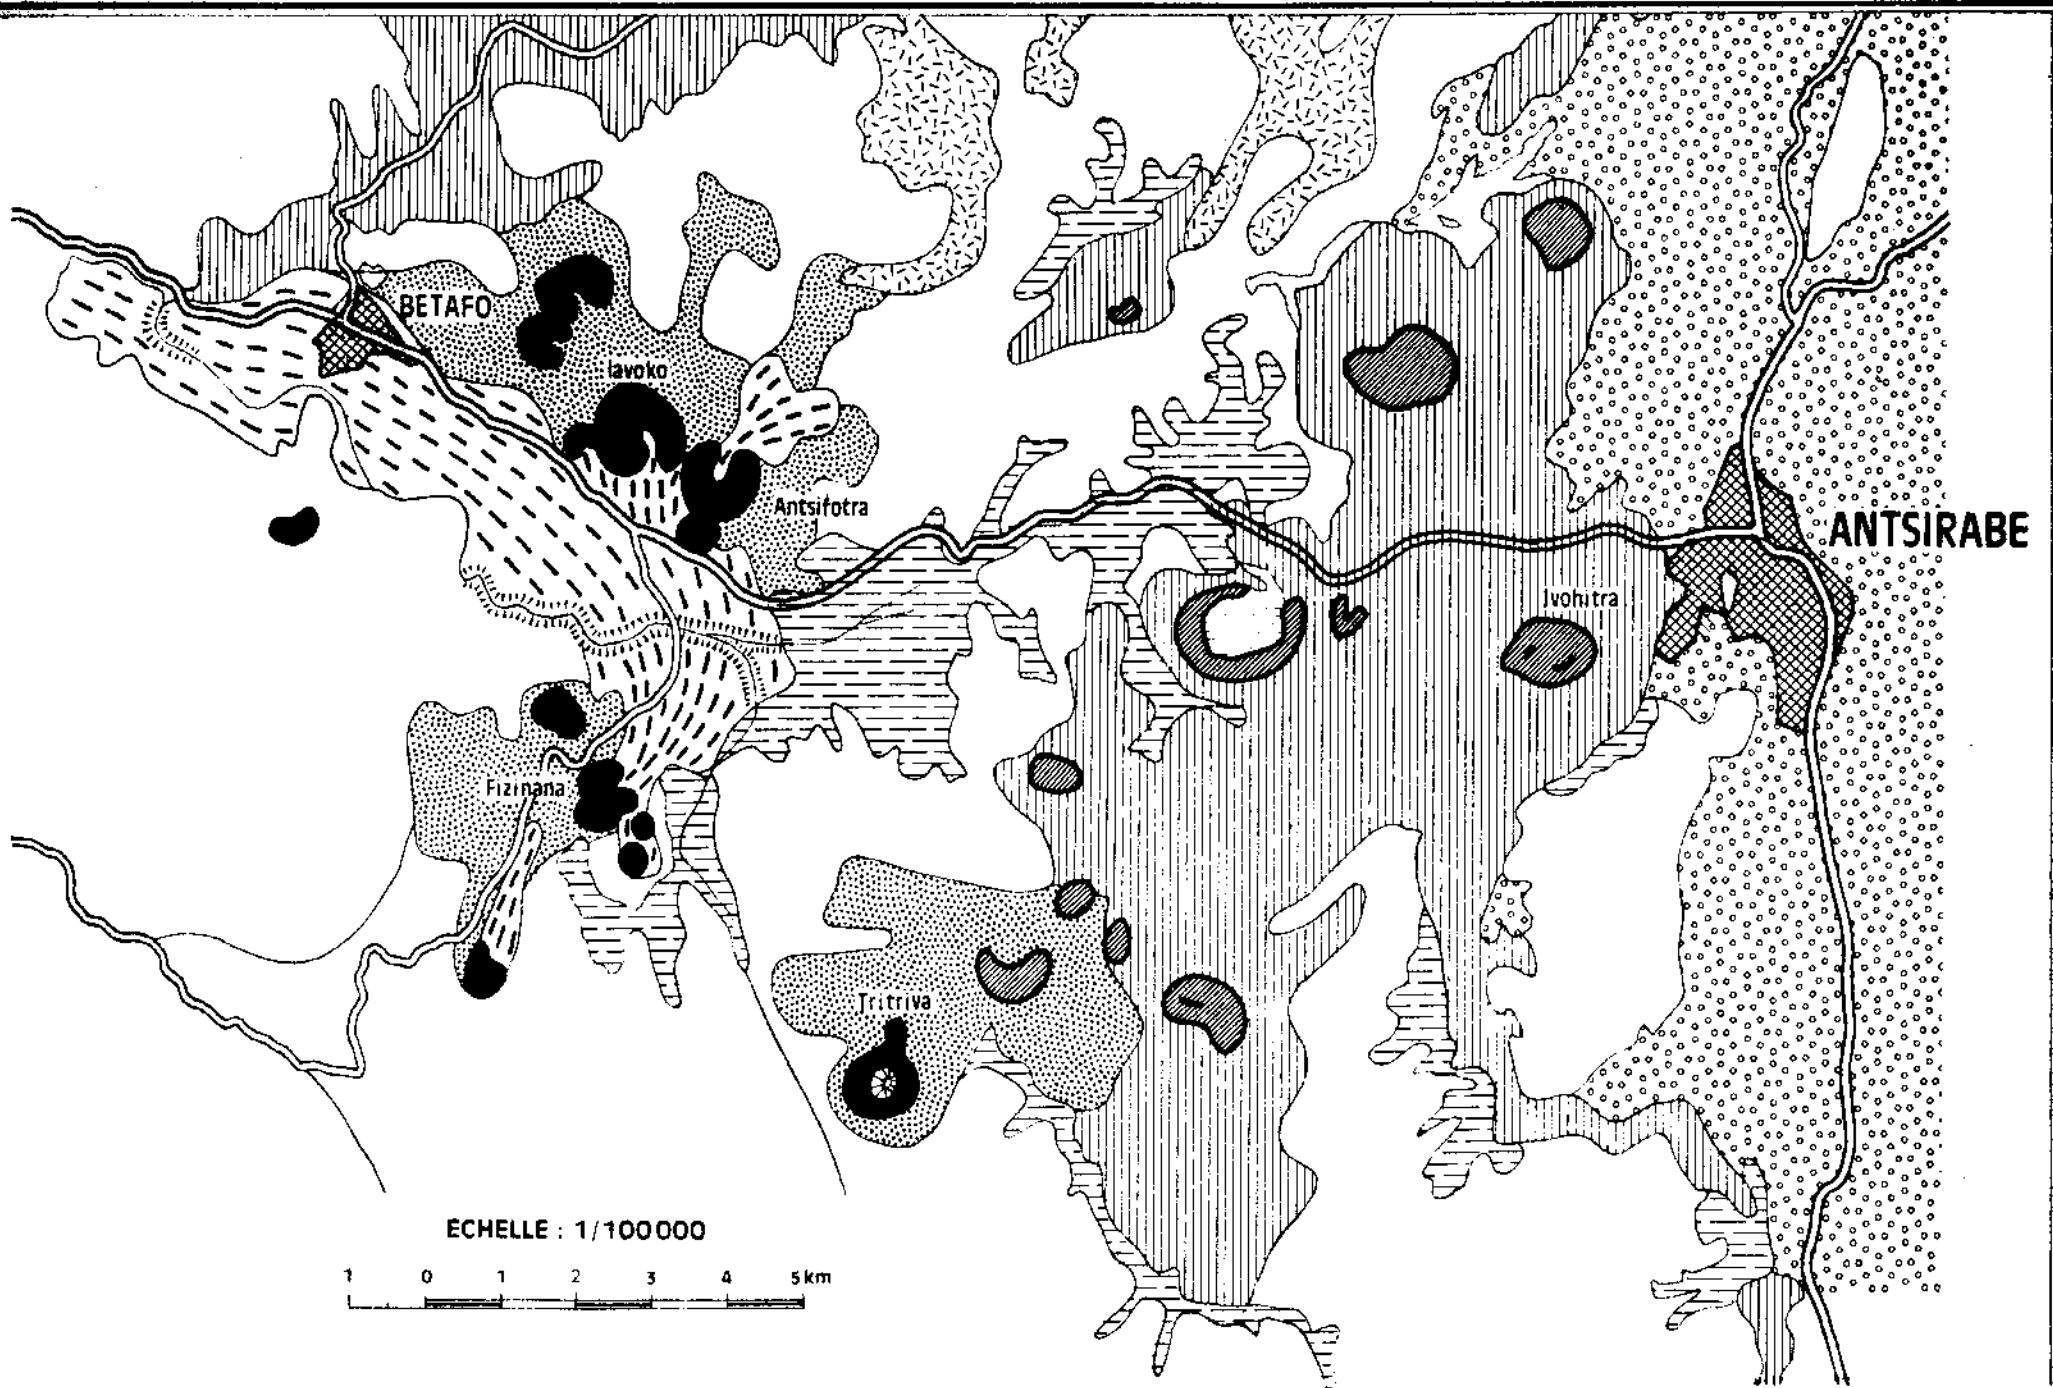 BETAFO
Iavoko
Antsifotra
ANTSIRABE
Ivohitra
Fizinana
Tritriva
ECHELLE : 1/100000
1 0 1 2 3 4 5 km